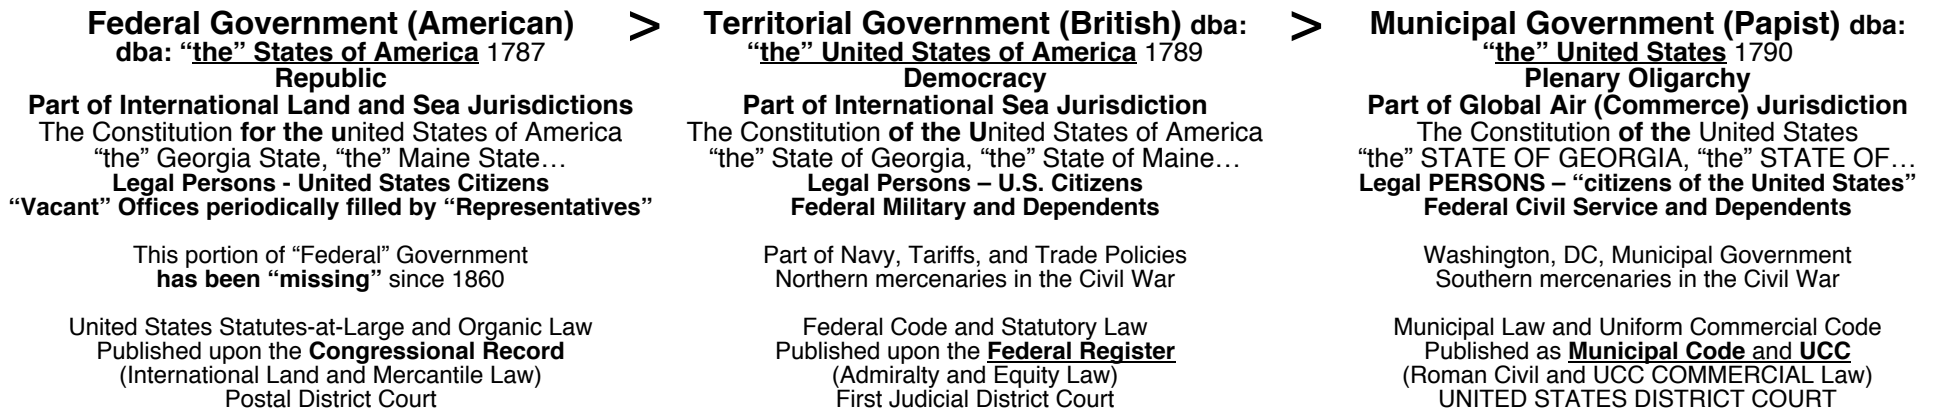 Federal Government (American)
dba: “the” States of America 1787
Republic
Part of International Land and Sea Jurisdictions
The Constitution for the united States of America
“the” Georgia State, “the” Maine State…
Legal Persons - United States Citizens
“Vacant” Offices periodically filled by “Representatives”
This portion of “Federal” Government
has been “missing” since 1860
United States Statutes-at-Large and Organic Law
Published upon the Congressional Record
(International Land and Mercantile Law)
Postal District Court
>
Territorial Government (British) dba:
“the” United States of America 1789
Democracy
Part of International Sea Jurisdiction
The Constitution of the United States of America
“the” State of Georgia, “the” State of Maine…
Legal Persons – U.S. Citizens
Federal Military and Dependents
Part of Navy, Tariffs, and Trade Policies
Northern mercenaries in the Civil War
Federal Code and Statutory Law
Published upon the Federal Register
(Admiralty and Equity Law)
First Judicial District Court
>
Municipal Government (Papist) dba:
“the” United States 1790
Plenary Oligarchy
Part of Global Air (Commerce) Jurisdiction
The Constitution of the United States
“the” STATE OF GEORGIA, “the” STATE OF…
Legal PERSONS – “citizens of the United States”
Federal Civil Service and Dependents
Washington, DC, Municipal Government
Southern mercenaries in the Civil War
Municipal Law and Uniform Commercial Code
Published as Municipal Code and UCC
(Roman Civil and UCC COMMERCIAL Law)
UNITED STATES DISTRICT COURT